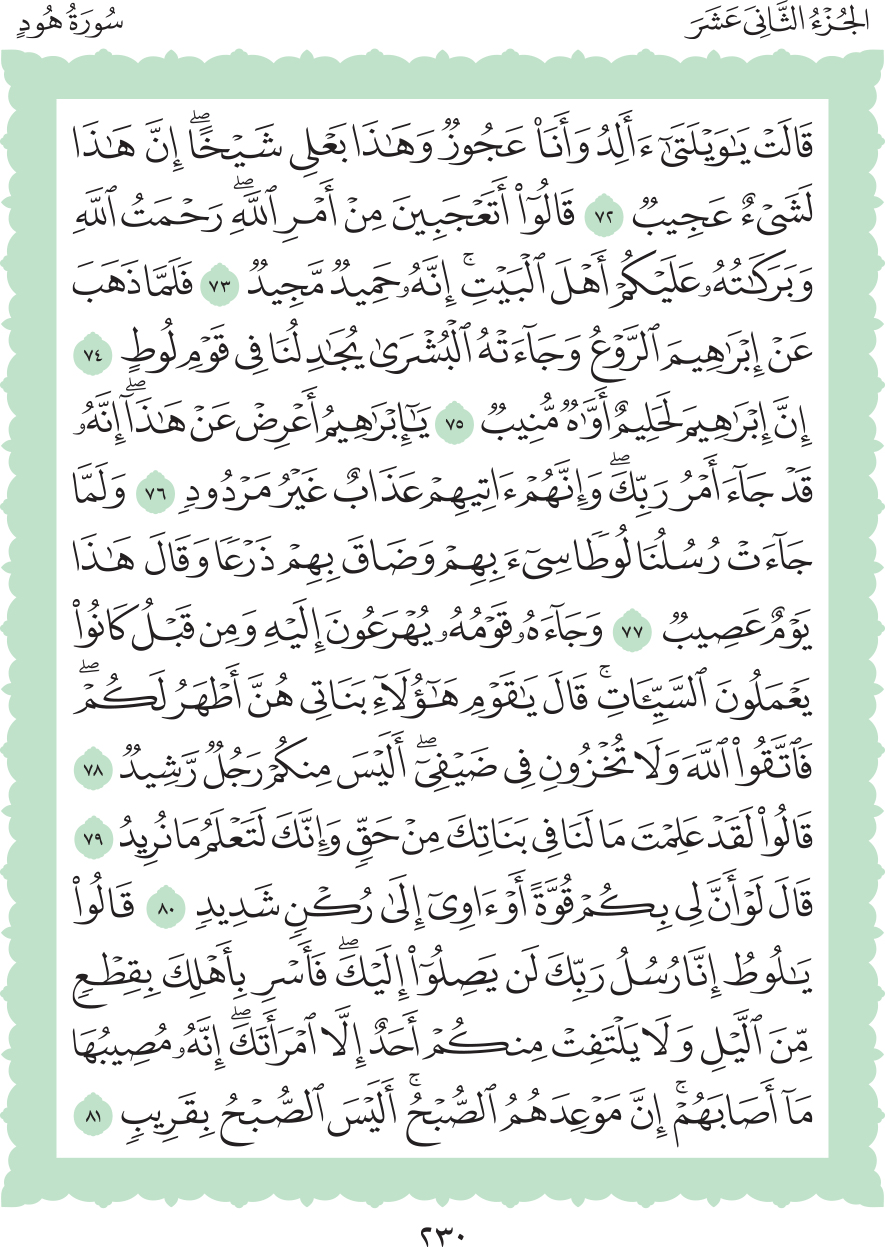 الجُزْءُ الثَّانِيَ عَشَرَ
سُورَةُ هُودٍ
قَالَتْ يَٰوَيْلَتَىٰٓ ءَأَلِدُ وَأَنَا۠ عَجُوزٌ وَهَٰذَا بَعْلِى شَيْخًا ۖ إِنَّ هَٰذَا
لَشَىْءٌ عَجِيبٌ ٧٢ قَالُوٓا۟ أَتَعْجَبِينَ مِنْ أَمْرِ ٱللَّهِ ۖ رَحْمَتُ ٱللَّهِ
وَبَرَكَٰتُهُۥ عَلَيْكُمْ أَهْلَ ٱلْبَيْتِ ۚ إِنَّهُۥ حَمِيدٌ مَّجِيدٌ ٧٣ فَلَمَّا ذَهَبَ
عَنْ إِبْرَٰهِيمَ ٱلرَّوْعُ وَجَآءَتْهُ ٱلْبُشْرَىٰ يُجَٰدِلُنَا فِى قَوْمِ لُوطٍ ٧٤
إِنَّ إِبْرَٰهِيمَ لَحَلِيمٌ أَوَّٰهٌ مُّنِيبٌ ٧٥ يَٰٓإِبْرَٰهِيمُ أَعْرِضْ عَنْ هَٰذَآ ۖ إِنَّهُۥ
قَدْ جَآءَ أَمْرُ رَبِّكَ ۖ وَإِنَّهُمْ ءَاتِيهِمْ عَذَابٌ غَيْرُ مَرْدُودٍ ٧٦ وَلَمَّا
جَآءَتْ رُسُلُنَا لُوطًا سِىٓءَ بِهِمْ وَضَاقَ بِهِمْ ذَرْعًا وَقَالَ هَٰذَا
يَوْمٌ عَصِيبٌ ٧٧ وَجَآءَهُۥ قَوْمُهُۥ يُهْرَعُونَ إِلَيْهِ وَمِن قَبْلُ كَانُوا۟
يَعْمَلُونَ ٱلسَّيِّـَٔاتِ ۚ قَالَ يَٰقَوْمِ هَٰٓؤُلَآءِ بَنَاتِى هُنَّ أَطْهَرُ لَكُمْ ۖ
فَٱتَّقُوا۟ ٱللَّهَ وَلَا تُخْزُونِ فِى ضَيْفِىٓ ۖ أَلَيْسَ مِنكُمْ رَجُلٌ رَّشِيدٌ ٧٨
قَالُوا۟ لَقَدْ عَلِمْتَ مَا لَنَا فِى بَنَاتِكَ مِنْ حَقٍّ وَإِنَّكَ لَتَعْلَمُ مَا نُرِيدُ ٧٩
قَالَ لَوْ أَنَّ لِى بِكُمْ قُوَّةً أَوْ ءَاوِىٓ إِلَىٰ رُكْنٍ شَدِيدٍ ٨٠ قَالُوا۟
يَٰلُوطُ إِنَّا رُسُلُ رَبِّكَ لَن يَصِلُوٓا۟ إِلَيْكَ ۖ فَأَسْرِ بِأَهْلِكَ بِقِطْعٍ
مِّنَ ٱلَّيْلِ وَلَا يَلْتَفِتْ مِنكُمْ أَحَدٌ إِلَّا ٱمْرَأَتَكَ ۖ إِنَّهُۥ مُصِيبُهَا
مَآ أَصَابَهُمْ ۚ إِنَّ مَوْعِدَهُمُ ٱلصُّبْحُ ۚ أَلَيْسَ ٱلصُّبْحُ بِقَرِيبٍ ٨١
٢٣٠